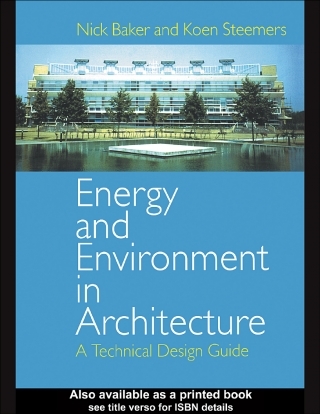 Nick Baker and Koen Steemers
Energy
and
Environment
in
Architecture
A Technical Design Guide
Also available as a printed book
see title verso for ISBN details